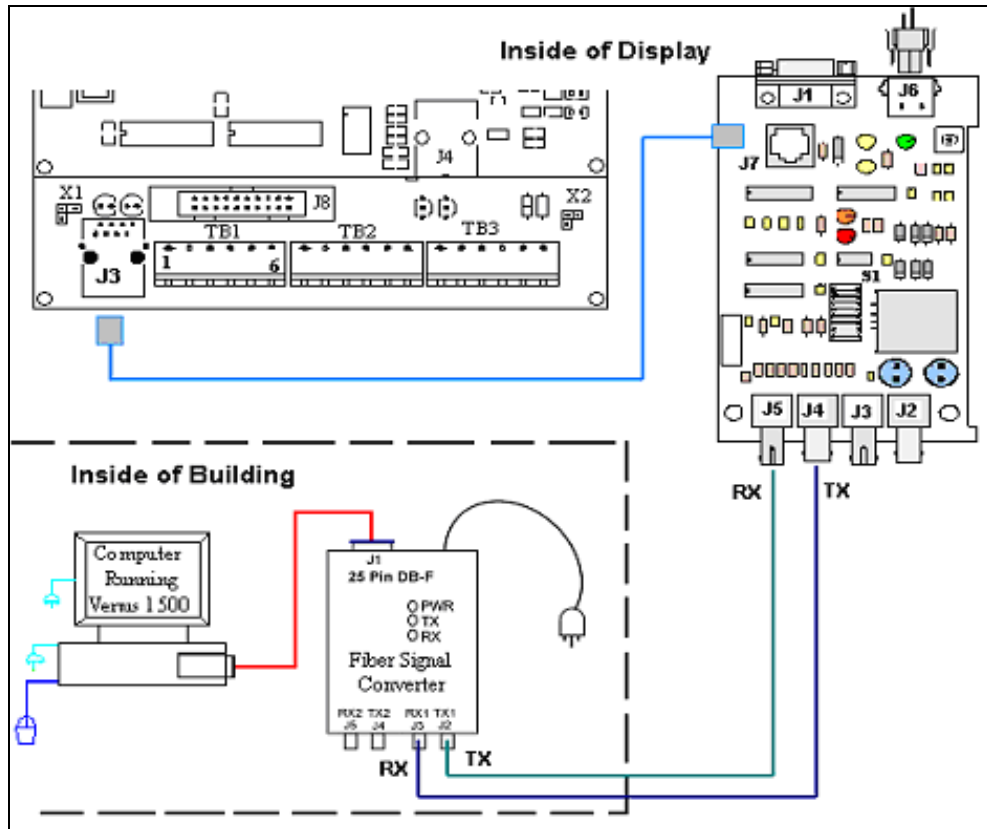 Inside of Display
J1
J6
J4
J7
X1
J8
X2
TB1
TB2
TB3
1
6
J3
S1
J5
J4
J3
J2
RX
TX
Inside of Building
Computer
Running
Venus 1500
J1
25 Pin DB-F
PWR
TX
RX
Fiber Signal
Converter
RX2 TX2 RX1 TX1
J5 J4 J3 J2
RX
TX